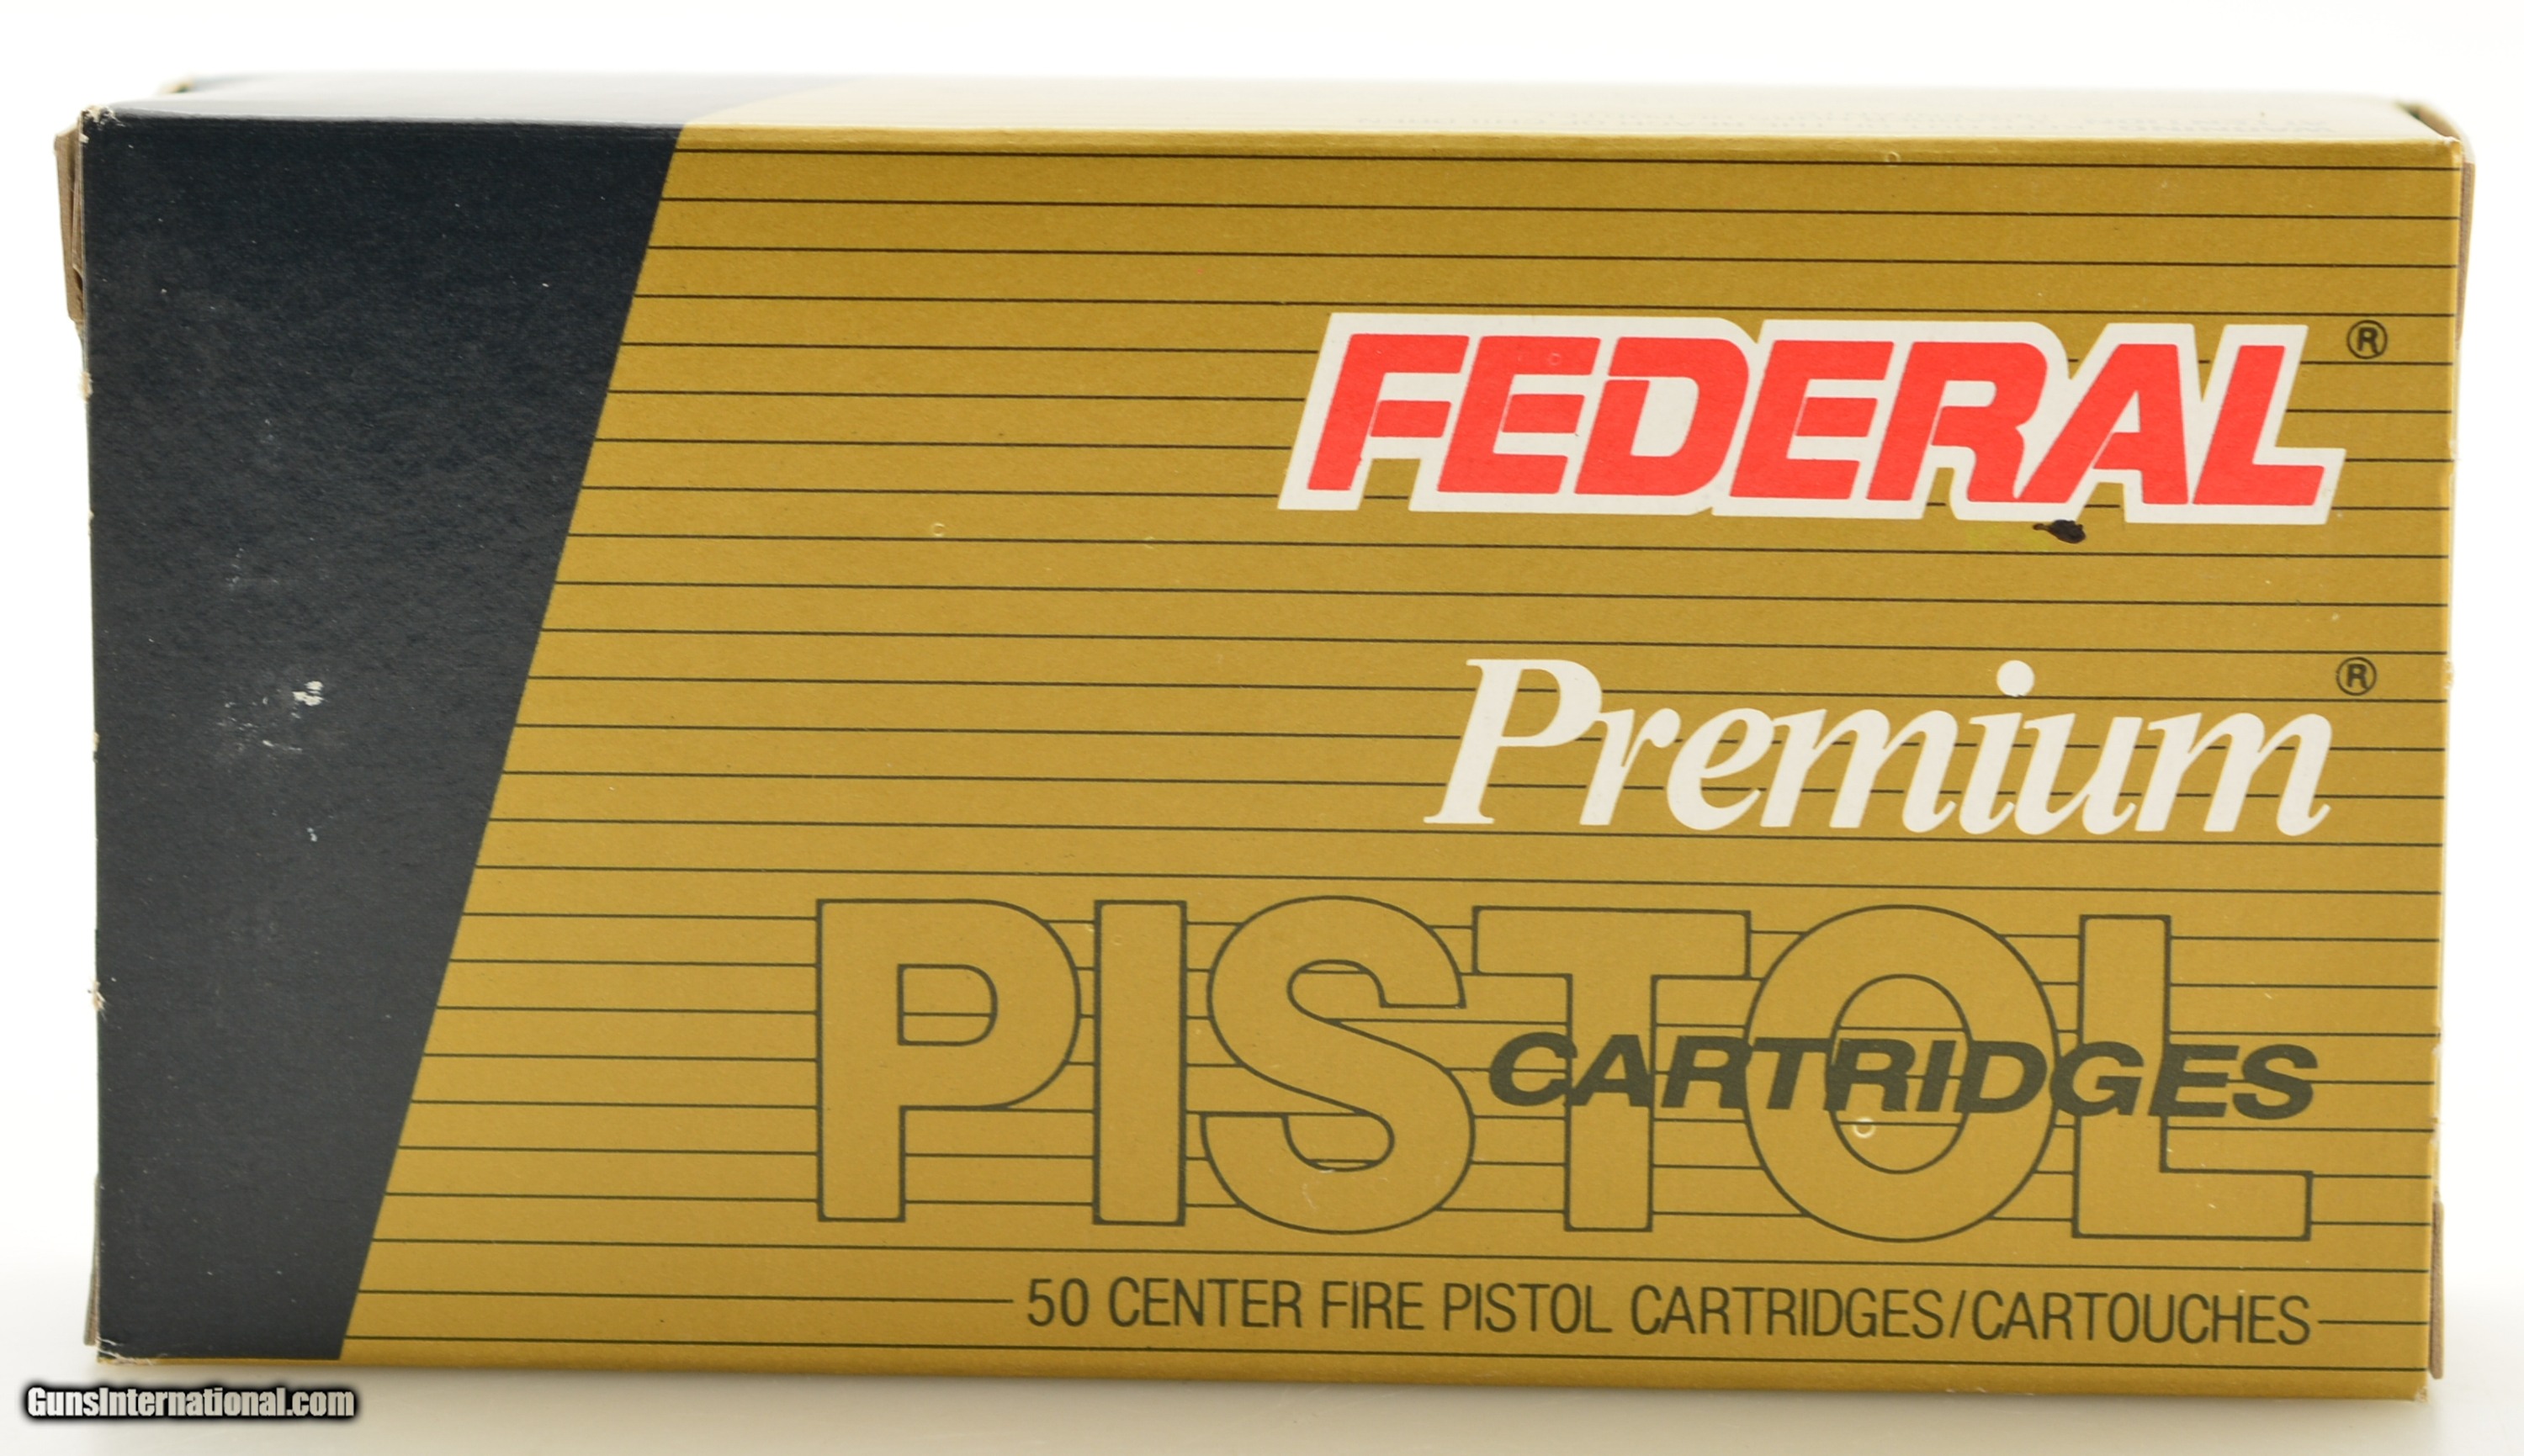 FEDERAL®
Premium®
PISTOL
CARTRIDGES
50 CENTER FIRE PISTOL CARTRIDGES/CARTOUCHES
GunsInternational.com